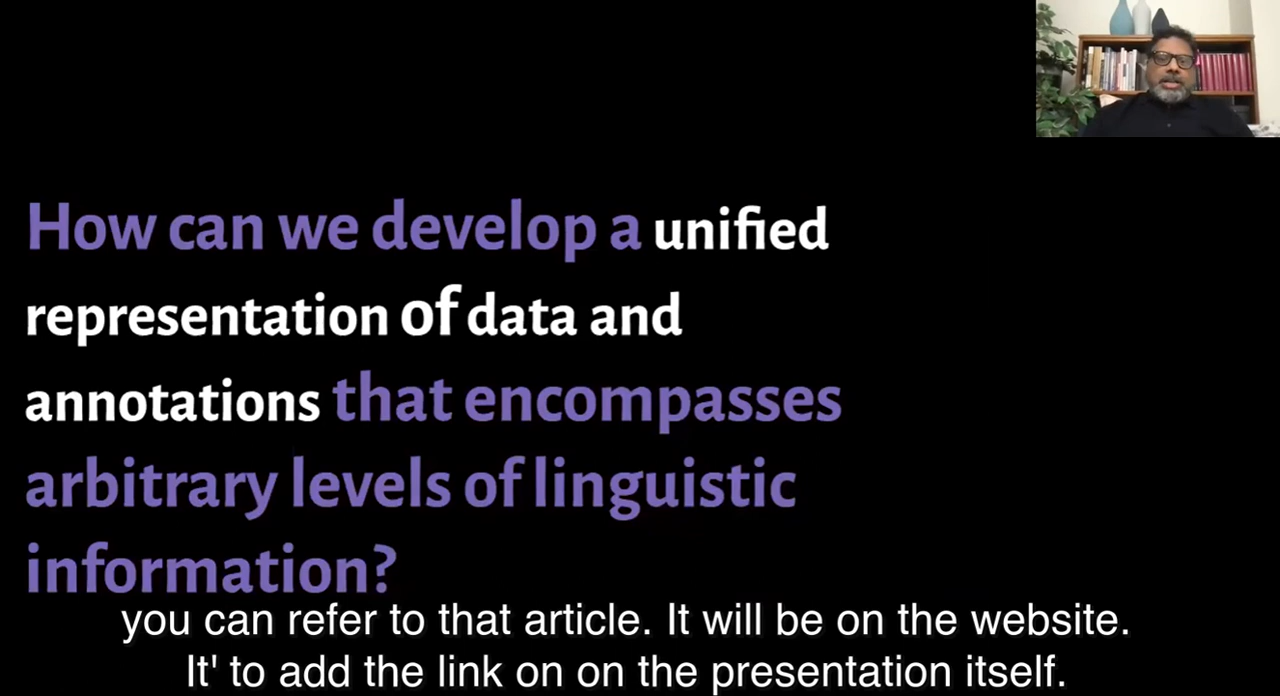 How can we develop a unified
representation of data and
annotations that encompasses
arbitrary levels of linguistic
information?
you can refer to that article. It will be on the website.
It' to add the link on on the presentation itself.